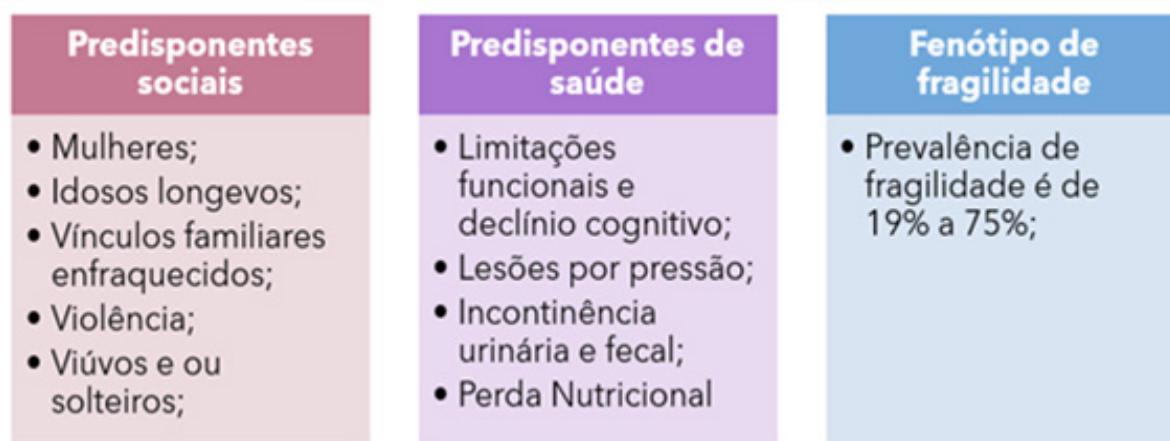 Predisponentes
sociais
• Mulheres;
• Idosos longevos;
• Vínculos familiares
enfraquecidos;
• Violência;
• Viúvos e ou
solteiros;
Predisponentes de
saúde
• Limitações
funcionais e
declínio cognitivo;
• Lesões por pressão;
• Incontinência
urinária e fecal;
• Perda Nutricional
Fenótipo de
fragilidade
• Prevalência de
fragilidade é de
19% a 75%;